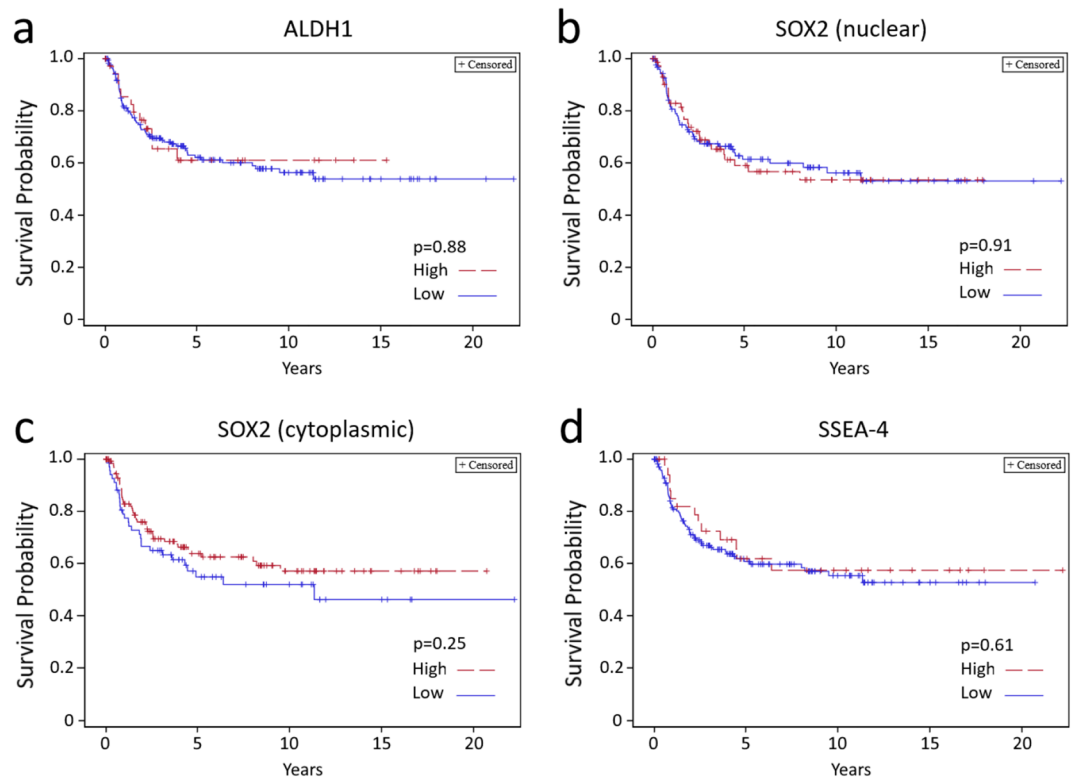 a
ALDH1
Survival Probability
1.0
0.8
0.6
0.4
0.2
0
+ Censored
p=0.88
High
Low
0 5 10 15 20
Years
b
SOX2 (nuclear)
Survival Probability
1.0
0.8
0.6
0.4
0.2
0
+ Censored
p=0.91
High
Low
0 5 10 15 20
Years
c
SOX2 (cytoplasmic)
Survival Probability
1.0
0.8
0.6
0.4
0.2
0
+ Censored
p=0.25
High
Low
0 5 10 15 20
Years
d
SSEA-4
Survival Probability
1.0
0.8
0.6
0.4
0.2
0
+ Censored
p=0.61
High
Low
0 5 10 15 20
Years